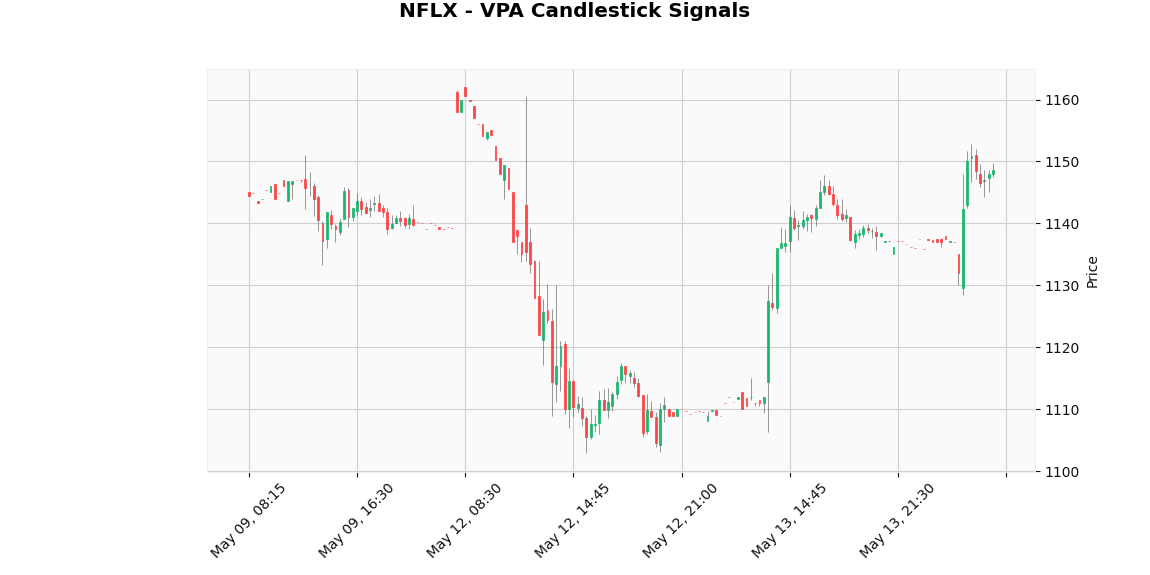 NFLX - VPA Candlestick Signals
1160
1150
1140
1130
1120
1110
1100
Price
May 09, 08:15
May 09, 16:30
May 12, 08:30
May 12, 14:45
May 12, 21:00
May 13, 14:45
May 13, 21:30